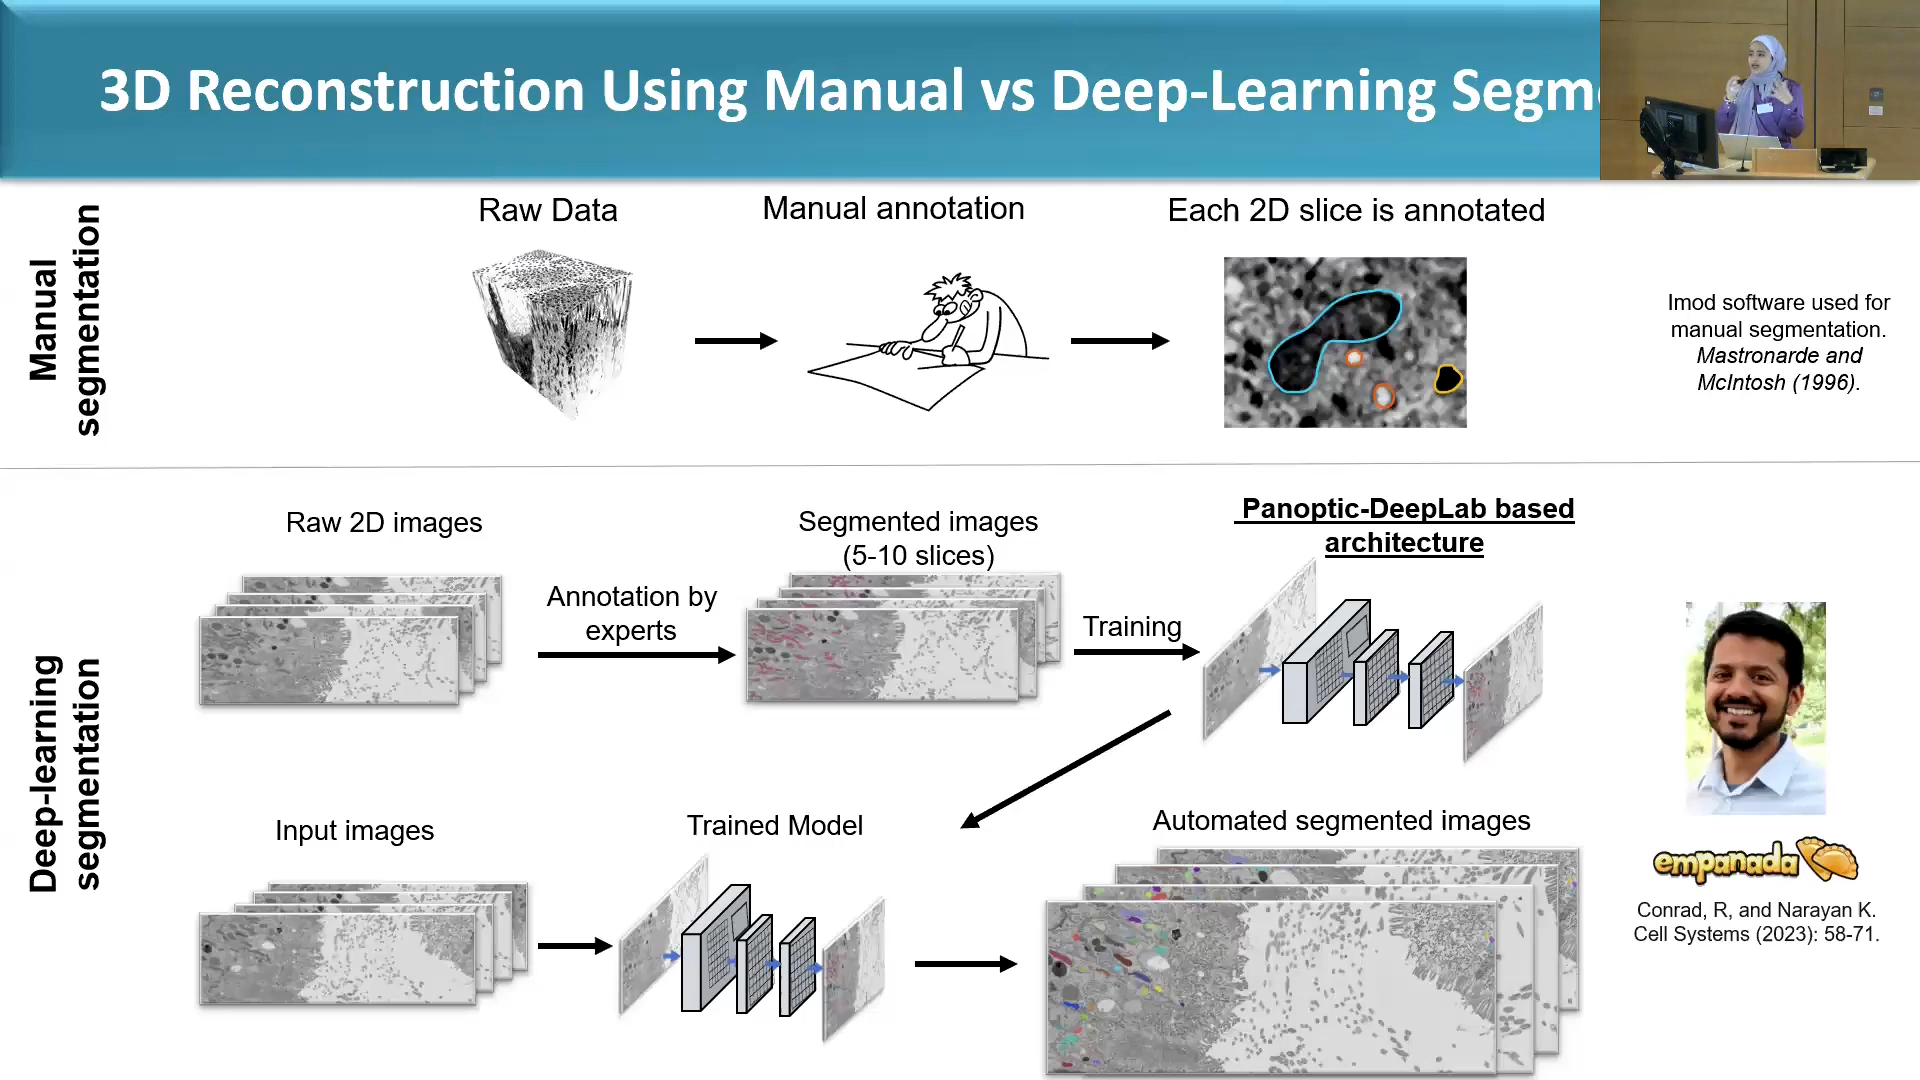 3D Reconstruction Using Manual vs Deep-Learning Segm
Manual
segmentation
Raw Data
Manual annotation
Each 2D slice is annotated
Imod software used for
manual segmentation.
Mastronarde and
McIntosh (1996).
Deep-learning
segmentation
Raw 2D images
Annotation by
experts
Segmented images
(5-10 slices)
Training
Panoptic-DeepLab based
architecture
Input images
Trained Model
Automated segmented images
empanada
Conrad, R, and Narayan K.
Cell Systems (2023): 58-71.